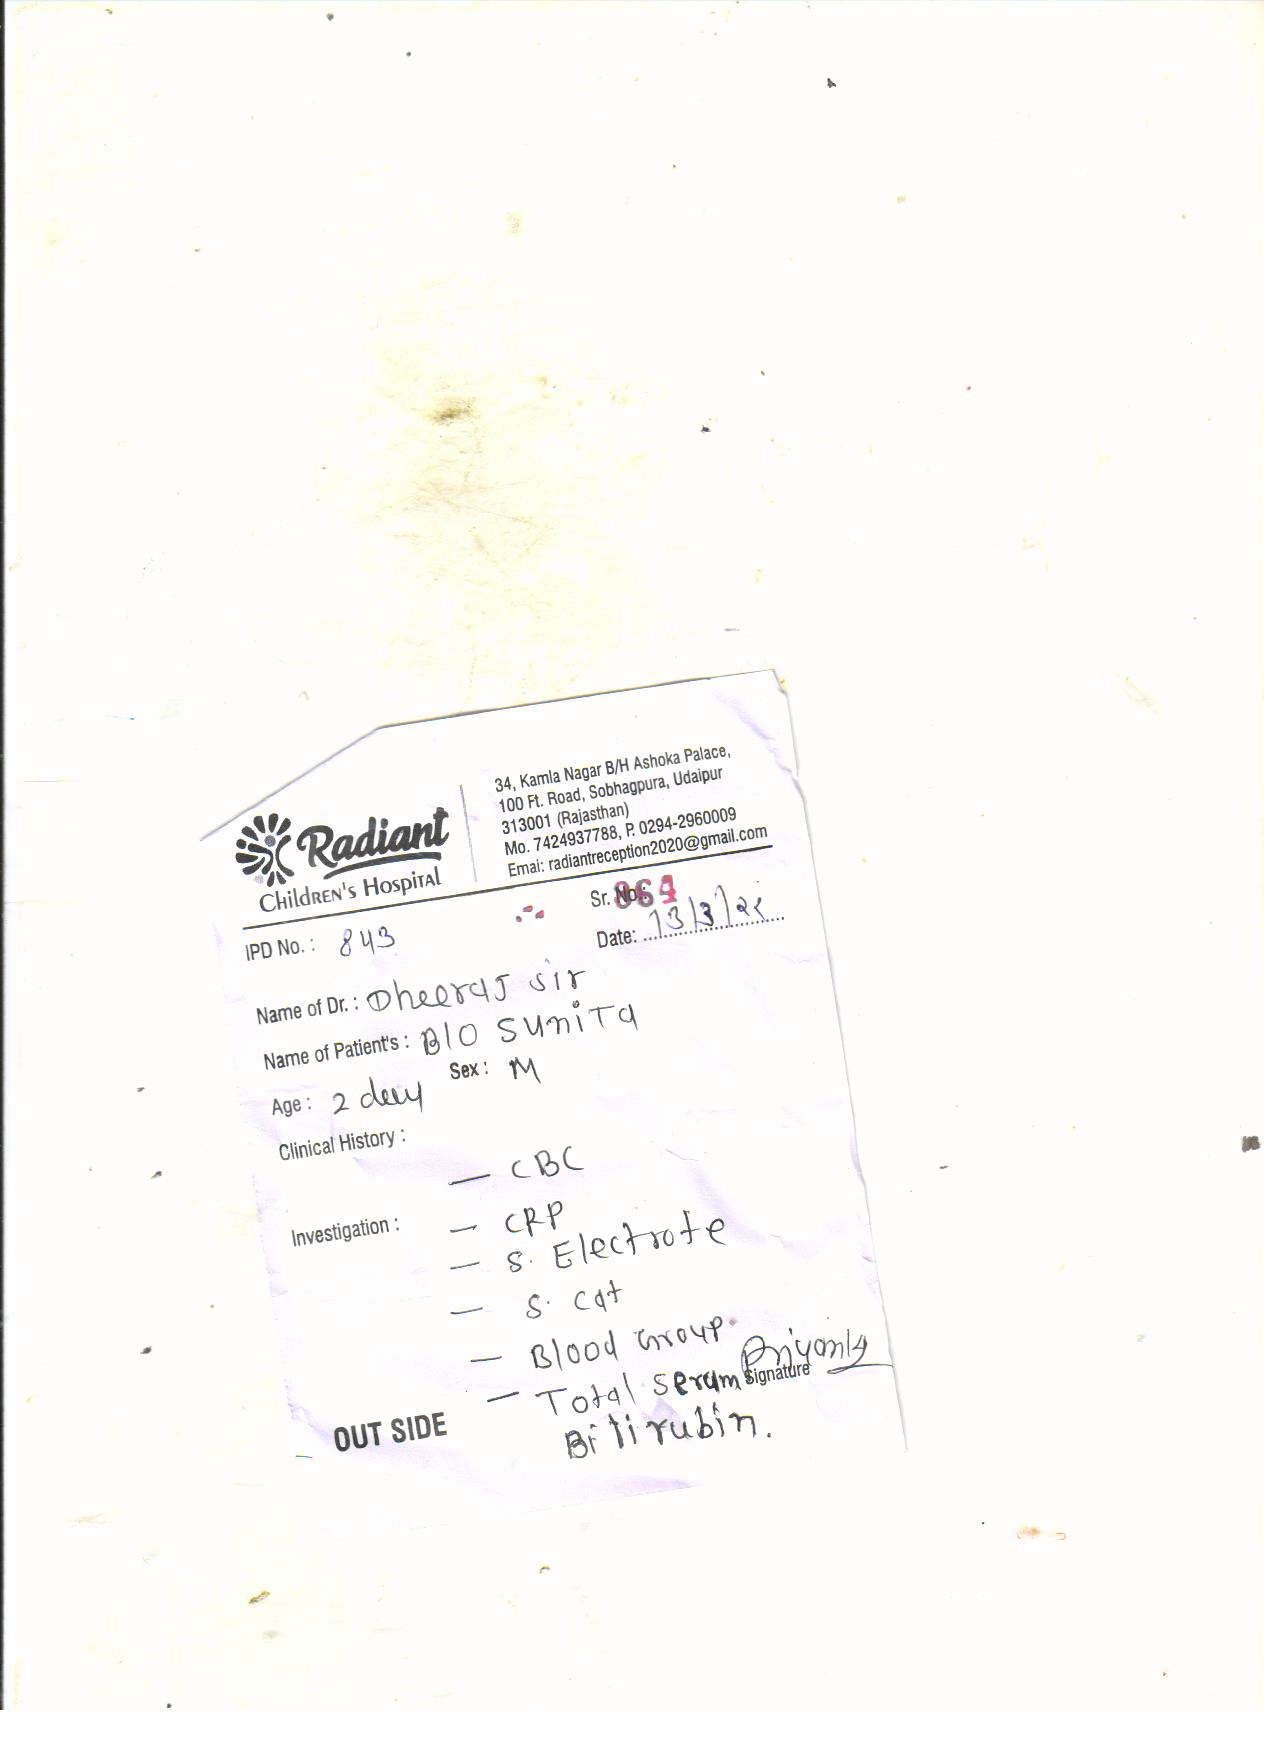 Radiant
Children's Hospital
34, Kamla Nagar B/H Ashoka Palace,
100 Ft. Road, Sobhagpura, Udaipur
313001 (Rajasthan)
Mo. 7424937788, P. 0294-2960009
Emai: radiantreception2020@gmail.com
Sr. No.: 864
IPD No. : 843
Date: 13/3/
Name of Dr. : Dheeraj Sir
Name of Patient's : B/O Sunita
Age : 2 day Sex : M
Clinical History :
— CBC
Investigation : — CRP
— S. Electrote
— S. Cat
— Blood Group.
— Total Serum
Bilirubin.
Priyanka
Signature
OUT SIDE